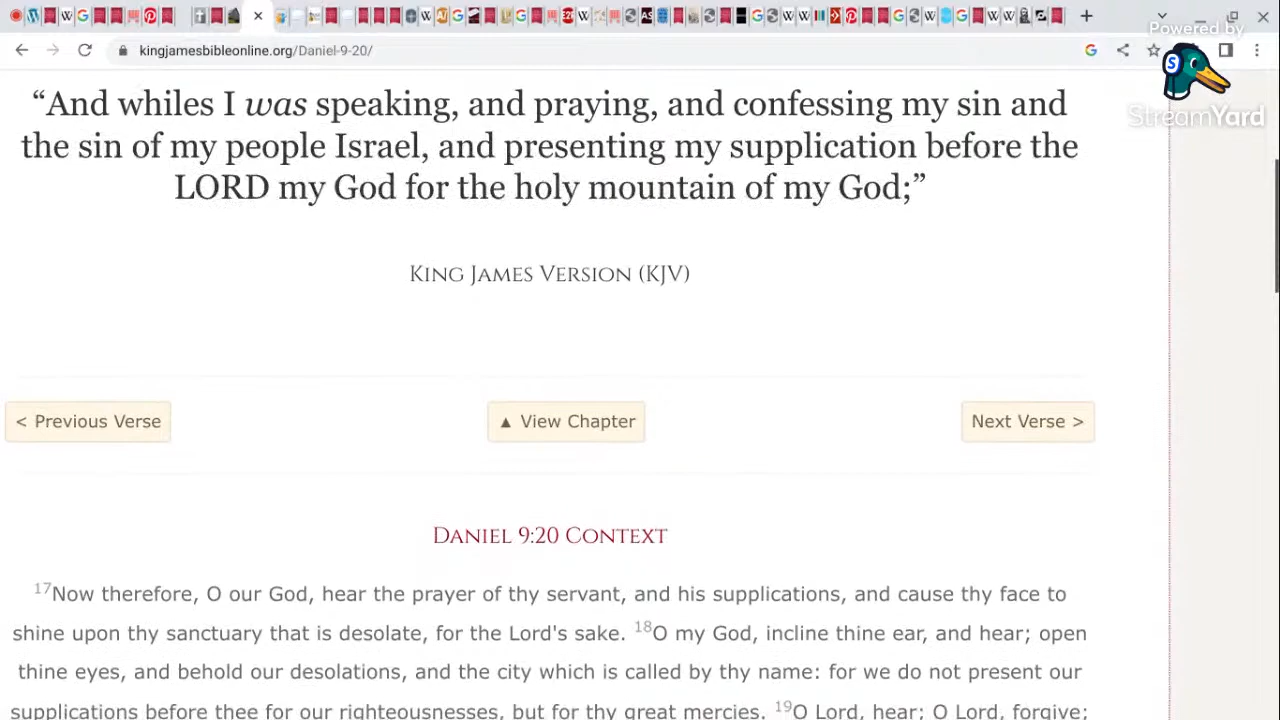 Powered by
kingjamesbibleonline.org/Daniel-9-20/
StreamYard
“And whiles I was speaking, and praying, and confessing my sin and
the sin of my people Israel, and presenting my supplication before the
LORD my God for the holy mountain of my God;”
King James Version (KJV)
< Previous Verse
▲ View Chapter
Next Verse >
Daniel 9:20 Context
17Now therefore, O our God, hear the prayer of thy servant, and his supplications, and cause thy face to
shine upon thy sanctuary that is desolate, for the Lord's sake. 18O my God, incline thine ear, and hear; open
thine eyes, and behold our desolations, and the city which is called by thy name: for we do not present our
supplications before thee for our righteousnesses, but for thy great mercies. 19O Lord, hear; O Lord, forgive;